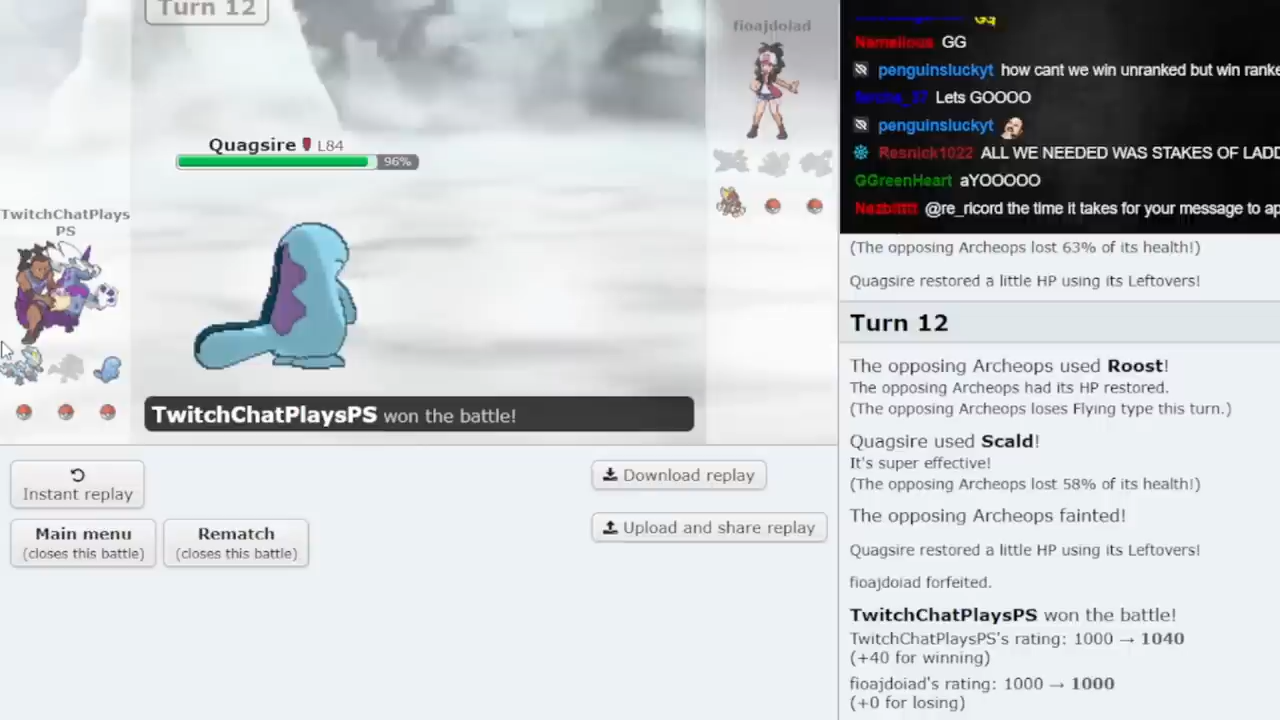 Turn 12
fioajdoiad
Quagsire L84
96%
TwitchChatPlays
PS
TwitchChatPlaysPS won the battle!
Instant replay
Download replay
Main menu
(closes this battle)
Rematch
(closes this battle)
Upload and share replay
GG
Namelious GG
penguinsluckyt how cant we win unranked but win ranke
Lets GOOOO
penguinsluckyt
Resnick1022 ALL WE NEEDED WAS STAKES OF LADD
GGreenHeart aYOOOOO
@re_ricord the time it takes for your message to ap
(The opposing Archeops lost 63% of its health!)
Quagsire restored a little HP using its Leftovers!
Turn 12
The opposing Archeops used Roost!
The opposing Archeops had its HP restored.
(The opposing Archeops loses Flying type this turn.)
Quagsire used Scald!
It's super effective!
(The opposing Archeops lost 58% of its health!)
The opposing Archeops fainted!
Quagsire restored a little HP using its Leftovers!
fioajdoiad forfeited.
TwitchChatPlaysPS won the battle!
TwitchChatPlaysPS's rating: 1000 → 1040
(+40 for winning)
fioajdoiad's rating: 1000 → 1000
(+0 for losing)